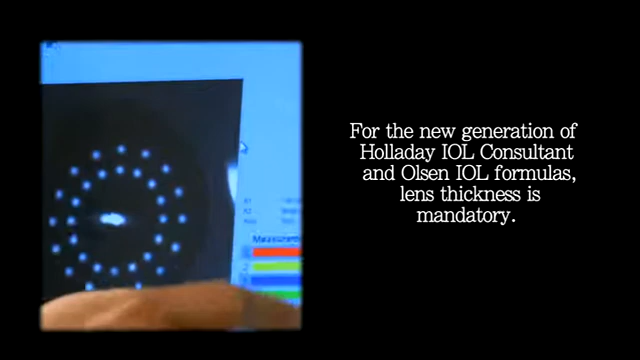 For the new generation of
Holladay IOL Consultant
and Olsen IOL formulas,
lens thickness is
mandatory.